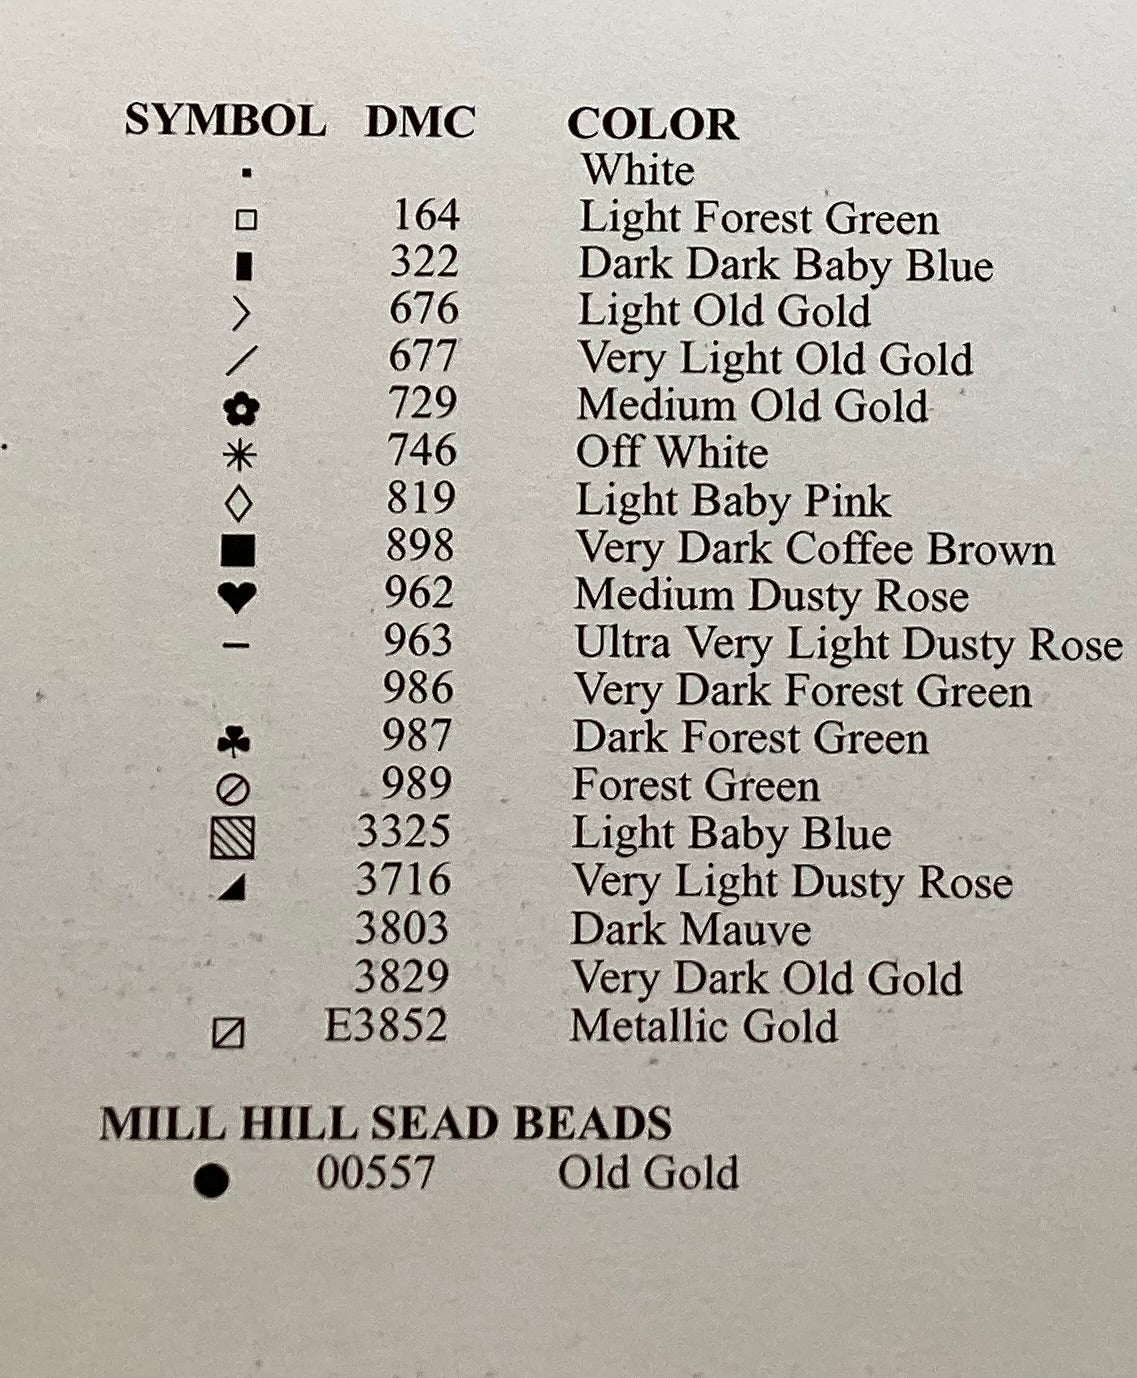 SYMBOL DMC COLOR
▪ White
□ 164 Light Forest Green
▮ 322 Dark Dark Baby Blue
〉 676 Light Old Gold
/ 677 Very Light Old Gold
✿ 729 Medium Old Gold
✳ 746 Off White
◇ 819 Light Baby Pink
■ 898 Very Dark Coffee Brown
♥ 962 Medium Dusty Rose
− 963 Ultra Very Light Dusty Rose
986 Very Dark Forest Green
♣ 987 Dark Forest Green
⊘ 989 Forest Green
▧ 3325 Light Baby Blue
◢ 3716 Very Light Dusty Rose
3803 Dark Mauve
3829 Very Dark Old Gold
⧄ E3852 Metallic Gold
MILL HILL SEAD BEADS
● 00557 Old Gold